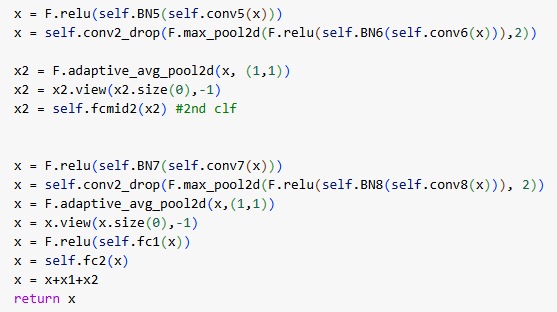 x = F.relu(self.BN5(self.conv5(x)))
x = self.conv2_drop(F.max_pool2d(F.relu(self.BN6(self.conv6(x))),2))
x2 = F.adaptive_avg_pool2d(x, (1,1))
x2 = x2.view(x2.size(0),-1)
x2 = self.fcmid2(x2) #2nd clf
x = F.relu(self.BN7(self.conv7(x)))
x = self.conv2_drop(F.max_pool2d(F.relu(self.BN8(self.conv8(x))), 2))
x = F.adaptive_avg_pool2d(x,(1,1))
x = x.view(x.size(0),-1)
x = F.relu(self.fc1(x))
x = self.fc2(x)
x = x+x1+x2
return x